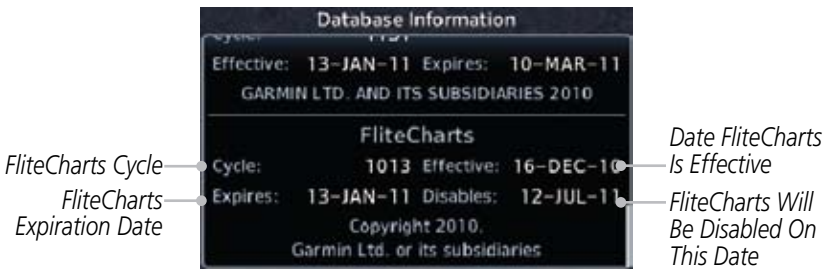 Database Information
Effective: 13-JAN-11 Expires: 10-MAR-11
GARMIN LTD. AND ITS SUBSIDIARIES 2010
FliteCharts
Cycle: 1013 Effective: 16-DEC-10
Expires: 13-JAN-11 Disables: 12-JUL-11
Copyright 2010.
Garmin Ltd. or its subsidiaries
FliteCharts Cycle
FliteCharts
Expiration Date
Date FliteCharts
Is Effective
FliteCharts Will
Be Disabled On
This Date